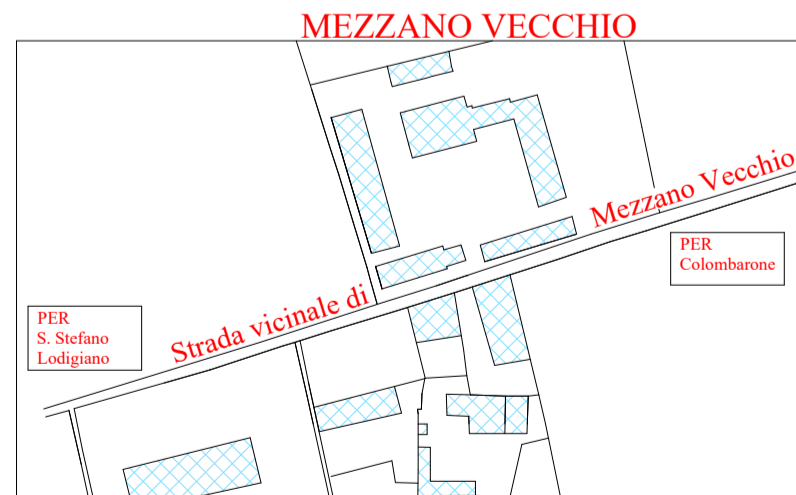 MEZZANO VECCHIO
Strada vicinale di Mezzano Vecchio
PER
Colombarone
PER
S. Stefano
Lodigiano